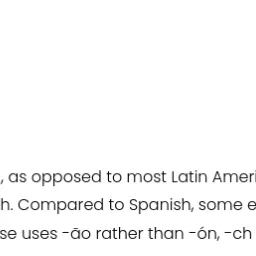 , as opposed to most Latin Ameri
h. Compared to Spanish, some e
se uses -ão rather than -ón, -ch